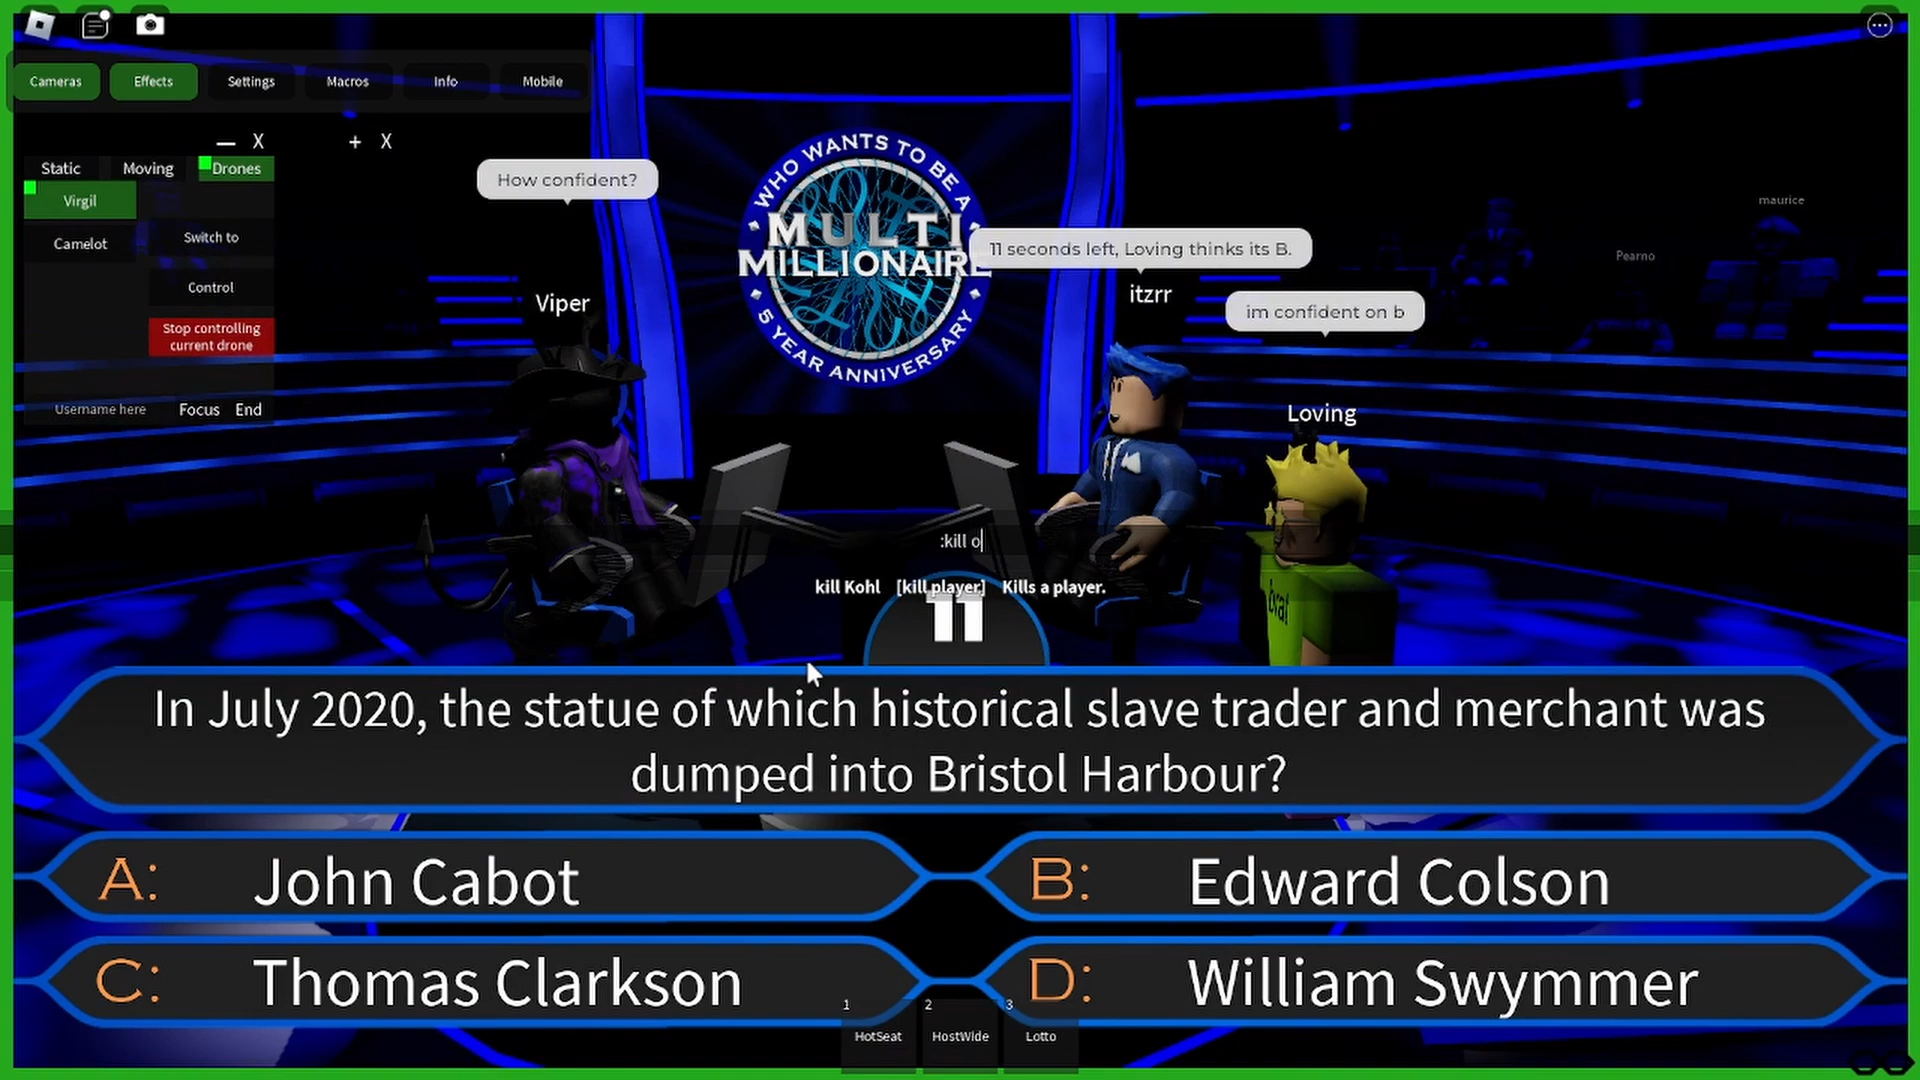 Cameras
Effects
Settings
Macros
Info
Mobile
— X
+ X
Static
Moving
Drones
Virgil
Switch to
Camelot
Control
Stop controlling
current drone
Username here
Focus
End
How confident?
WHO WANTS TO BE A
MULTI
MILLIONAIRE
5 YEAR ANNIVERSARY
11 seconds left, Loving thinks its B.
im confident on b
Viper
itzrr
Loving
Pearno
maurice
brat
:kill o
kill Kohl [kill player] Kills a player.
11
In July 2020, the statue of which historical slave trader and merchant was
dumped into Bristol Harbour?
A: John Cabot
B: Edward Colson
C: Thomas Clarkson
D: William Swymmer
1
HotSeat
2
HostWide
3
Lotto